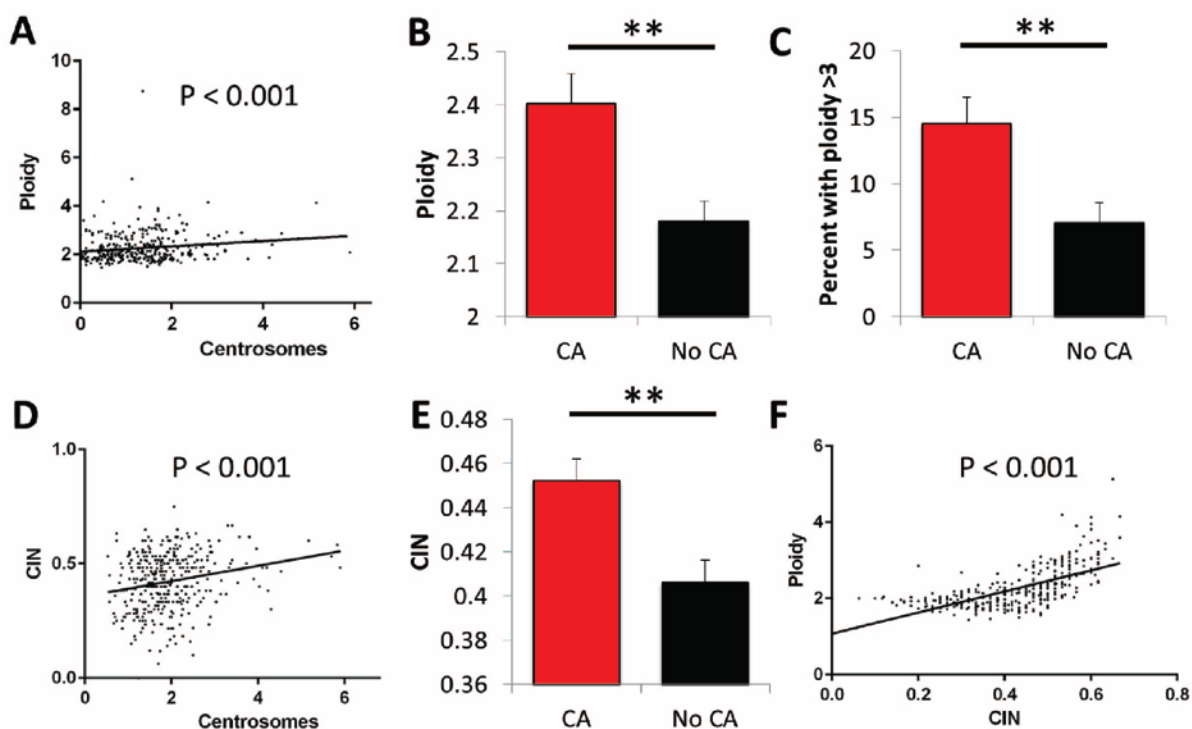 A
P < 0.001
Ploidy
10
8
6
4
2
0
0 2 4 6
Centrosomes
B
**
Ploidy
2.5
2.4
2.3
2.2
2.1
2
CA No CA
C
**
Percent with ploidy >3
20
15
10
5
0
CA No CA
D
P < 0.001
CIN
1.0
0.5
0.0
0 2 4 6
Centrosomes
E
**
CIN
0.48
0.46
0.44
0.42
0.4
0.38
0.36
CA No CA
F
P < 0.001
Ploidy
6
4
2
0
0.0 0.2 0.4 0.6 0.8
CIN